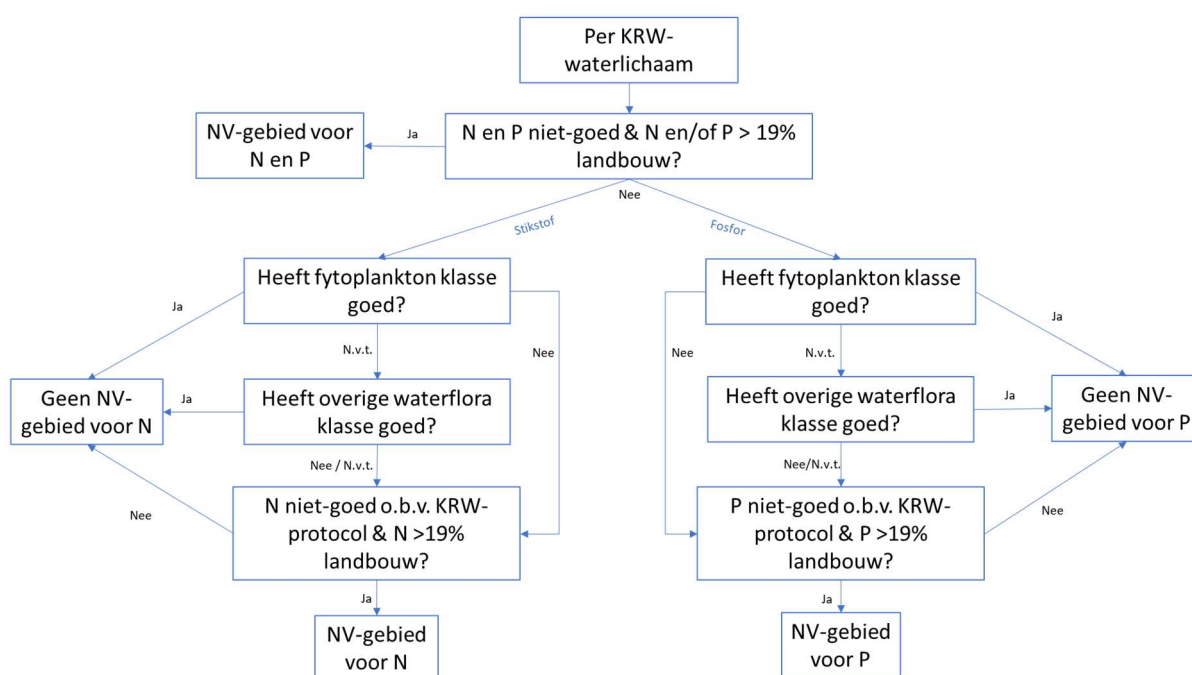 Per KRW-
waterlichaam
NV-gebied voor
N en P
Ja
N en P niet-goed & N en/of P > 19%
landbouw?
Nee
Stikstof
Fosfor
Heeft fytoplankton klasse
goed?
Ja
N.v.t.
Nee
Geen NV-
gebied voor N
Ja
Heeft overige waterflora
klasse goed?
Nee / N.v.t.
Nee
N niet-goed o.b.v. KRW-
protocol & N >19%
landbouw?
Ja
NV-gebied
voor N
Heeft fytoplankton klasse
goed?
Nee
N.v.t.
Ja
Heeft overige waterflora
klasse goed?
Ja
Geen NV-
gebied voor P
Nee/N.v.t.
P niet-goed o.b.v. KRW-
protocol & P >19%
landbouw?
Nee
Ja
NV-gebied
voor P